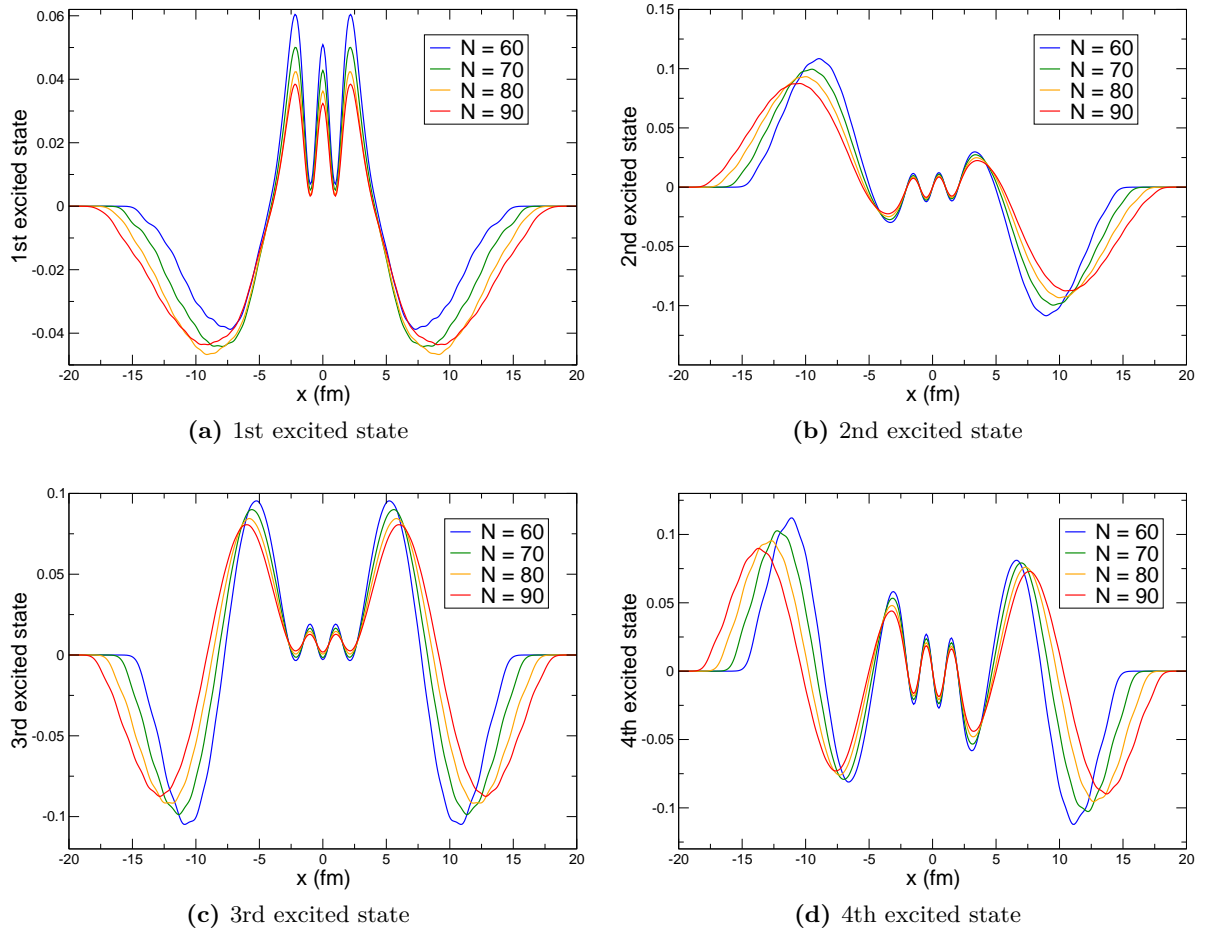 0.06
0.04
0.02
0
-0.02
-0.04
1st excited state
N = 60
N = 70
N = 80
N = 90
-20 -15 -10 -5 0 5 10 15 20
x (fm)
(a) 1st excited state
0.15
0.1
0.05
0
-0.05
-0.1
2nd excited state
N = 60
N = 70
N = 80
N = 90
-20 -15 -10 -5 0 5 10 15 20
x (fm)
(b) 2nd excited state
0.1
0.05
0
-0.05
-0.1
3rd excited state
N = 60
N = 70
N = 80
N = 90
-20 -15 -10 -5 0 5 10 15 20
x (fm)
(c) 3rd excited state
0.1
0.05
0
-0.05
-0.1
4th excited state
N = 60
N = 70
N = 80
N = 90
-20 -15 -10 -5 0 5 10 15 20
x (fm)
(d) 4th excited state